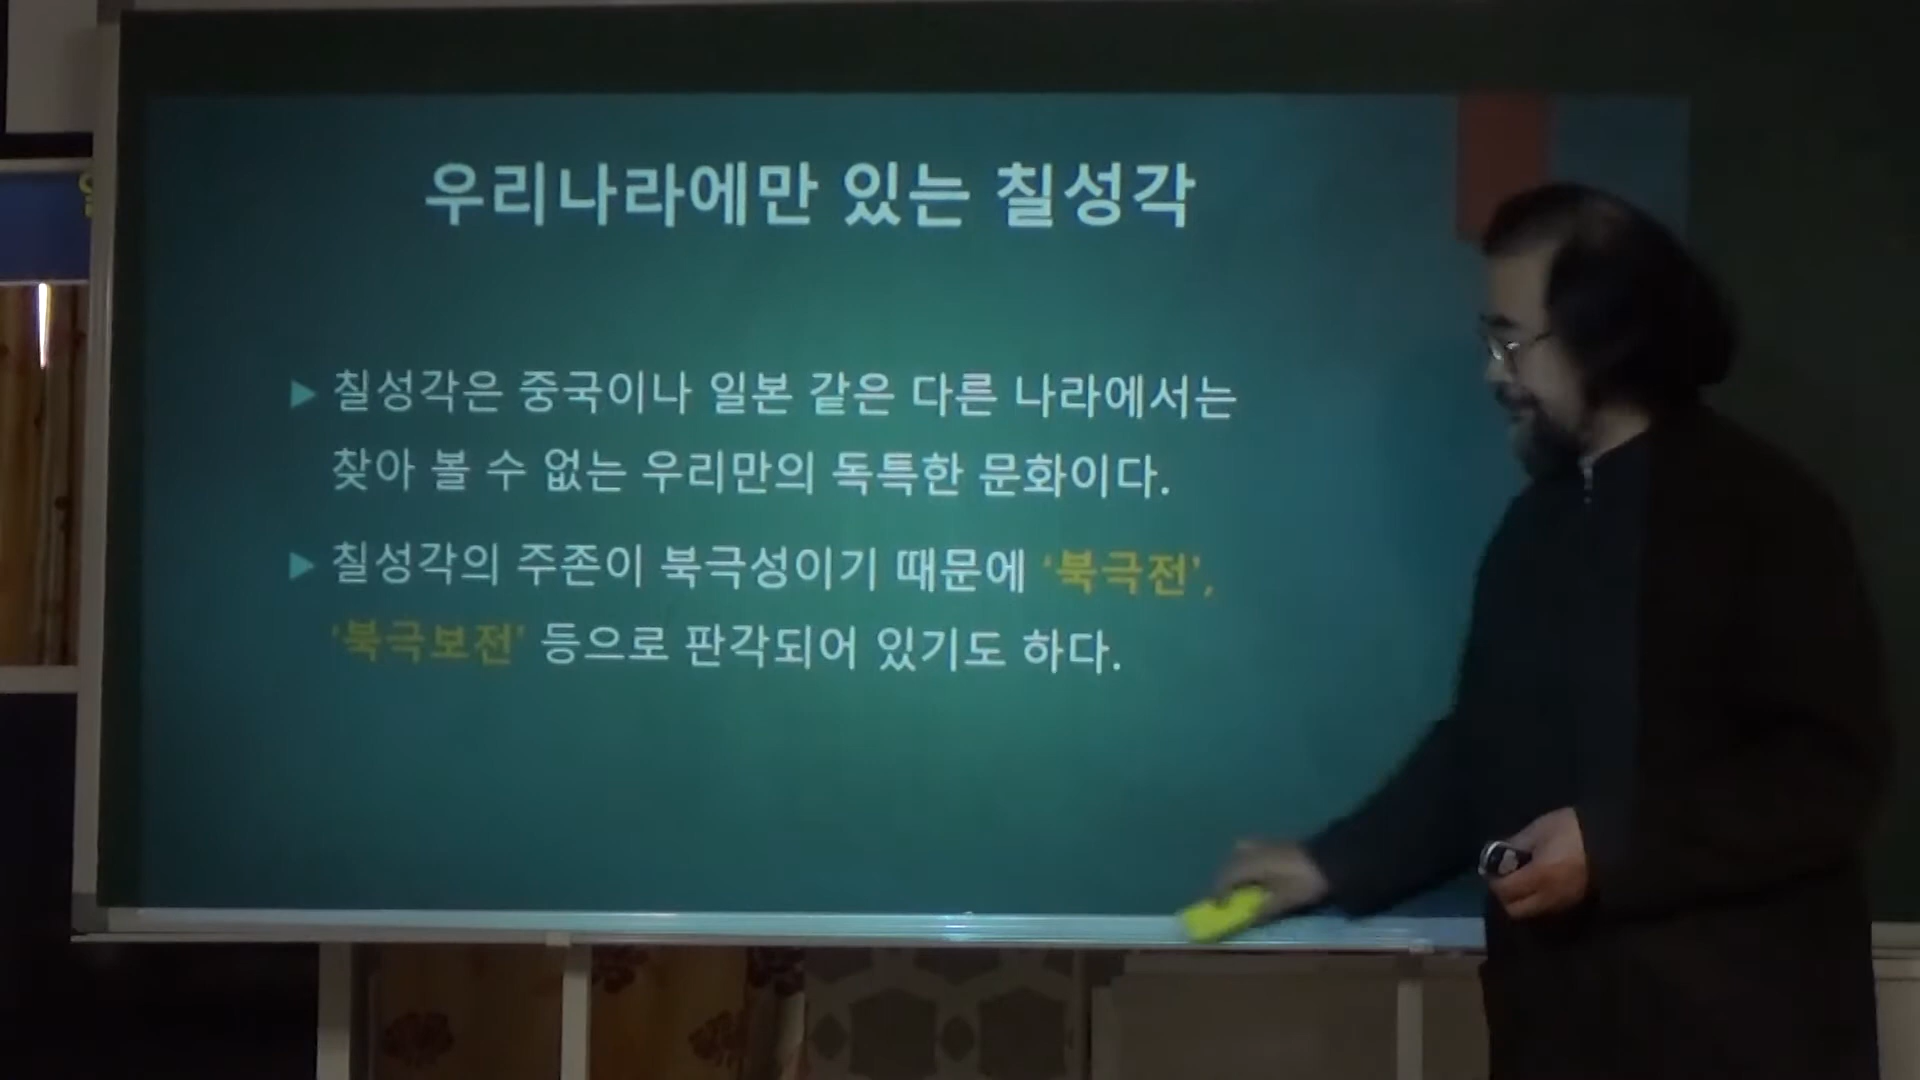 우리나라에만 있는 칠성각
▶ 칠성각은 중국이나 일본 같은 다른 나라에서는
찾아 볼 수 없는 우리만의 독특한 문화이다.
▶ 칠성각의 주존이 북극성이기 때문에 ‘북극전’,
‘북극보전’ 등으로 판각되어 있기도 하다.